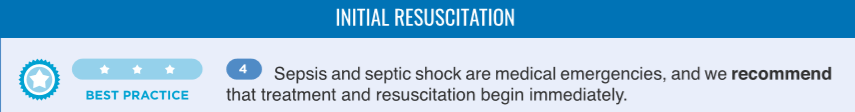 INITIAL RESUSCITATION
BEST PRACTICE
4 Sepsis and septic shock are medical emergencies, and we recommend
that treatment and resuscitation begin immediately.